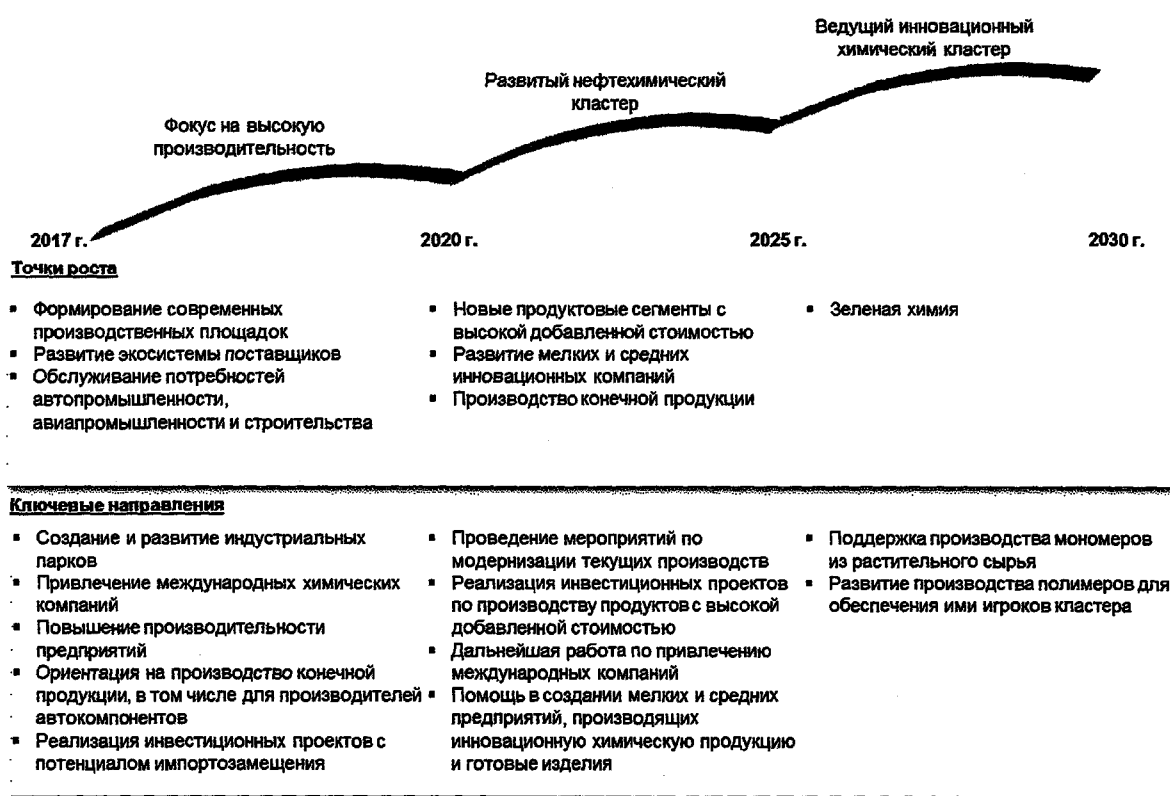 Ведущий инновационный
химический кластер
Развитый нефтехимический
кластер
Фокус на высокую
производительность
2017 г.
2020 г.
2025 г.
2030 г.
Точки роста
▪ Формирование современных
производственных площадок
▪ Развитие экосистемы поставщиков
▪ Обслуживание потребностей
автопромышленности,
авиапромышленности и строительства
▪ Новые продуктовые сегменты с
высокой добавленной стоимостью
▪ Развитие мелких и средних
инновационных компаний
▪ Производство конечной продукции
▪ Зеленая химия
Ключевые направления
▪ Создание и развитие индустриальных
парков
▪ Привлечение международных химических
компаний
▪ Повышение производительности
предприятий
▪ Ориентация на производство конечной
продукции, в том числе для производителей
автокомпонентов
▪ Реализация инвестиционных проектов с
потенциалом импортозамещения
▪ Проведение мероприятий по
модернизации текущих производств
▪ Реализация инвестиционных проектов
по производству продуктов с высокой
добавленной стоимостью
▪ Дальнейшая работа по привлечению
международных компаний
▪ Помощь в создании мелких и средних
предприятий, производящих
инновационную химическую продукцию
и готовые изделия
▪ Поддержка производства мономеров
из растительного сырья
▪ Развитие производства полимеров для
обеспечения ими игроков кластера